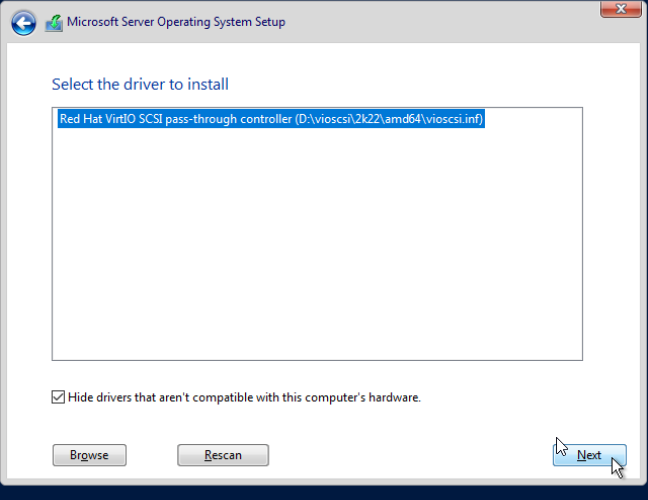 Microsoft Server Operating System Setup
Select the driver to install
Red Hat VirtIO SCSI pass-through controller (D:\vioscsi\2k22\amd64\vioscsi.inf)
Hide drivers that aren't compatible with this computer's hardware.
Browse
Rescan
Next